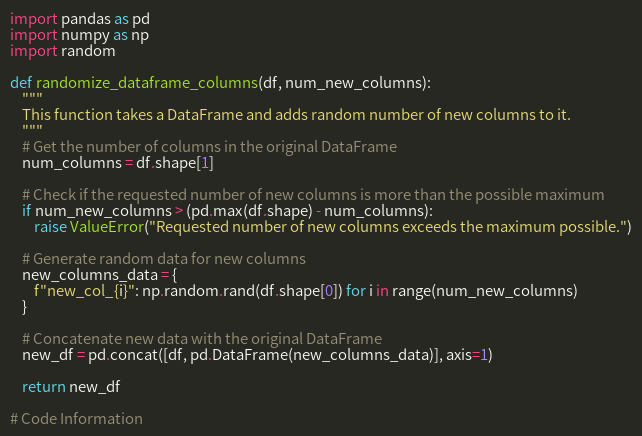 import pandas as pd
import numpy as np
import random

def randomize_dataframe_columns(df, num_new_columns):
    """
    This function takes a DataFrame and adds random number of new columns to it.
    """
    # Get the number of columns in the original DataFrame
    num_columns = df.shape[1]

    # Check if the requested number of new columns is more than the possible maximum
    if num_new_columns > (pd.max(df.shape) - num_columns):
        raise ValueError("Requested number of new columns exceeds the maximum possible.")

    # Generate random data for new columns
    new_columns_data = {
        f"new_col_{i}": np.random.rand(df.shape[0]) for i in range(num_new_columns)
    }

    # Concatenate new data with the original DataFrame
    new_df = pd.concat([df, pd.DataFrame(new_columns_data)], axis=1)

    return new_df

# Code Information